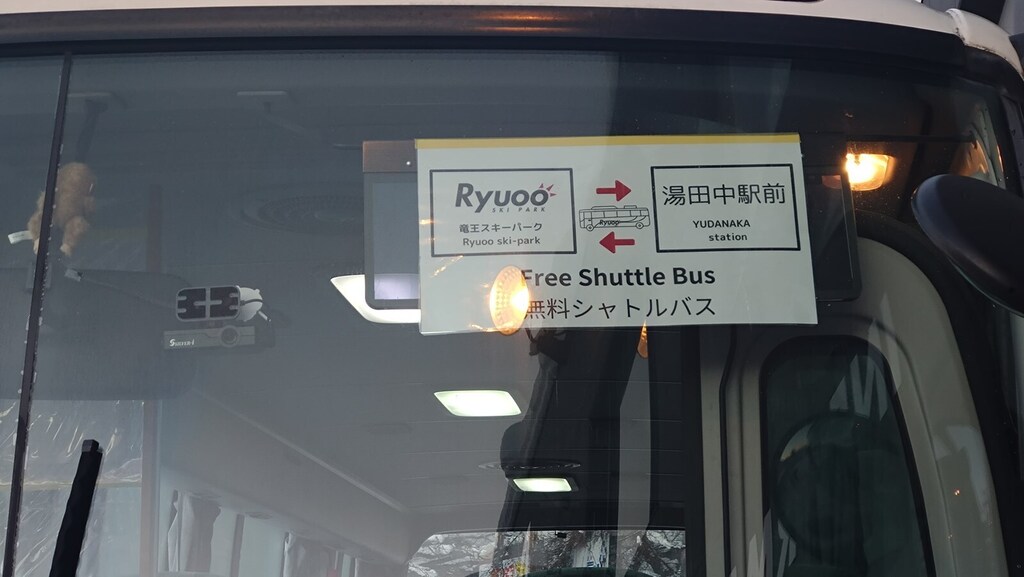 Ryuoo
SKI PARK
竜王スキーパーク
Ryuoo ski-park
Ryuoo
湯田中駅前
YUDANAKA
station
Free Shuttle Bus
無料シャトルバス